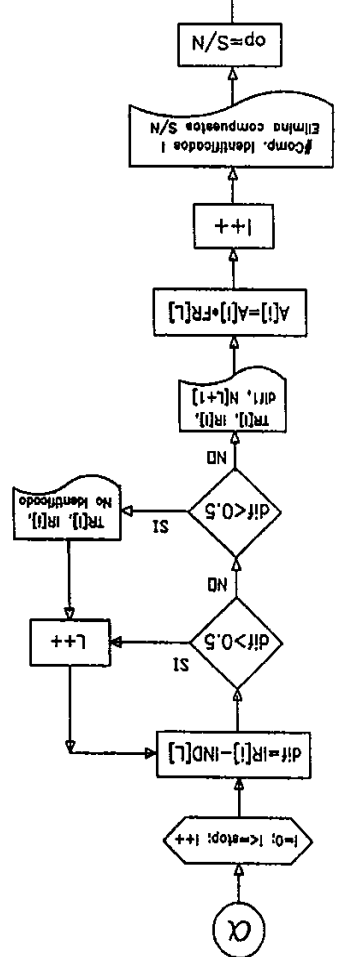 α
i=0; i<=stop; i++
dif=IR[i]-IND[L]
dif>0.5
SI
L++
NO
dif<0.5
SI
TR[i], IR[i],
No Identificado
NO
TR[i], IR[i],
dif1, N[L+1]
A[i]=A[i]*FR[L]
I++
#Comp. Identificados I
Elimina compuestos S/N
op=S/N